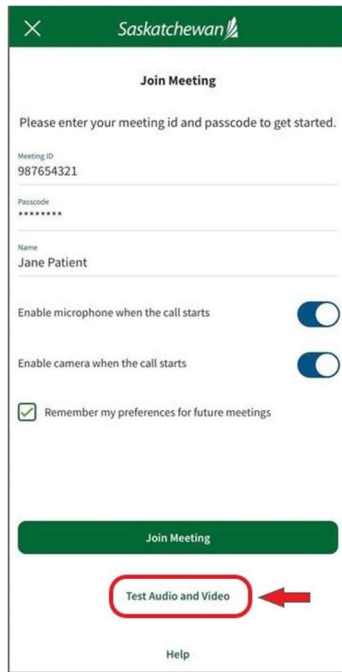 Saskatchewan
Join Meeting
Please enter your meeting id and passcode to get started.
Meeting ID
987654321
Passcode
********
Name
Jane Patient
Enable microphone when the call starts
Enable camera when the call starts
Remember my preferences for future meetings
Join Meeting
Test Audio and Video
Help